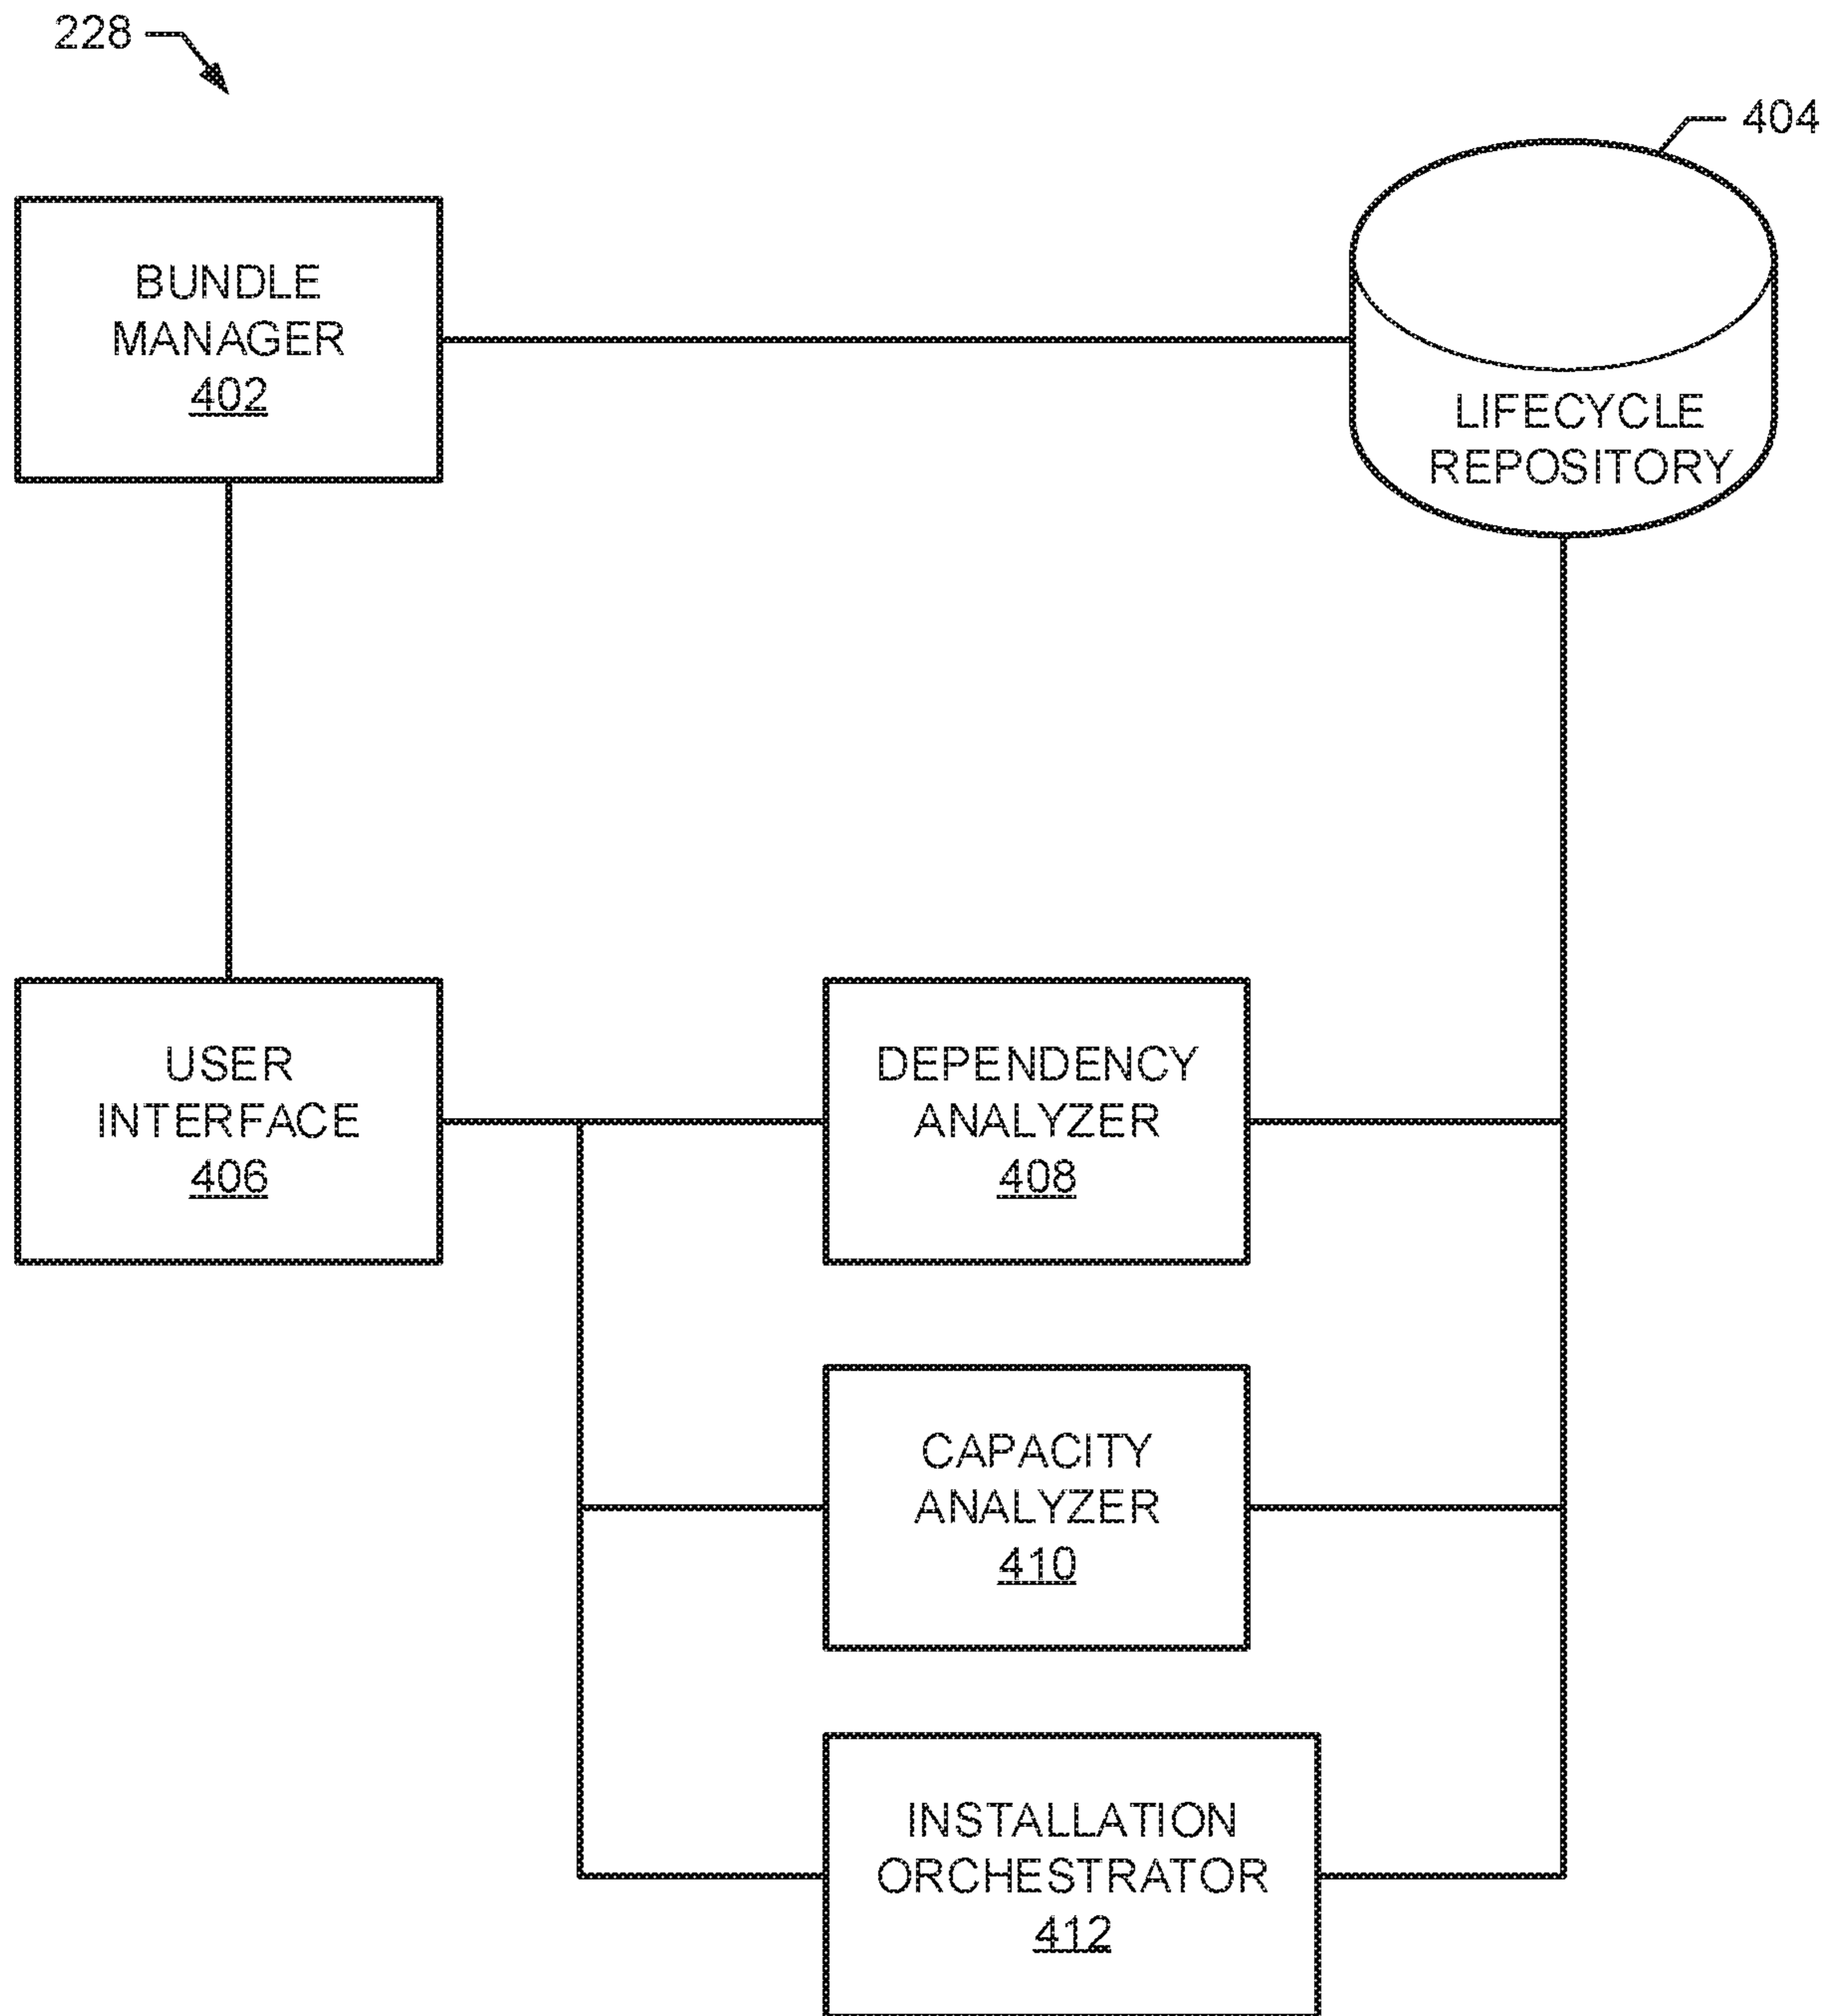 228
404
BUNDLE
MANAGER
402
LIFECYCLE
REPOSITORY
USER
INTERFACE
406
DEPENDENCY
ANALYZER
408
CAPACITY
ANALYZER
410
INSTALLATION
ORCHESTRATOR
412